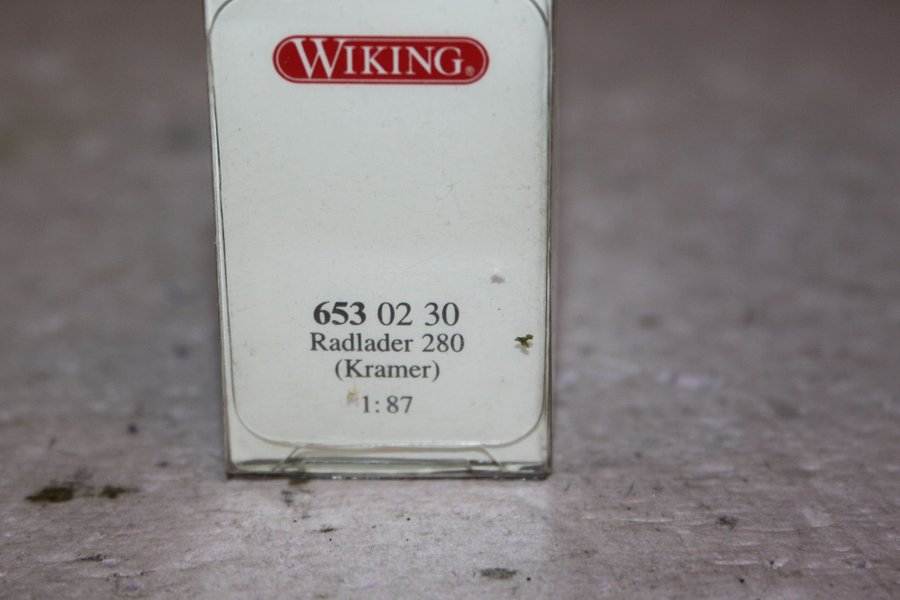 WIKING®
653 02 30
Radlader 280
(Kramer)
1:87